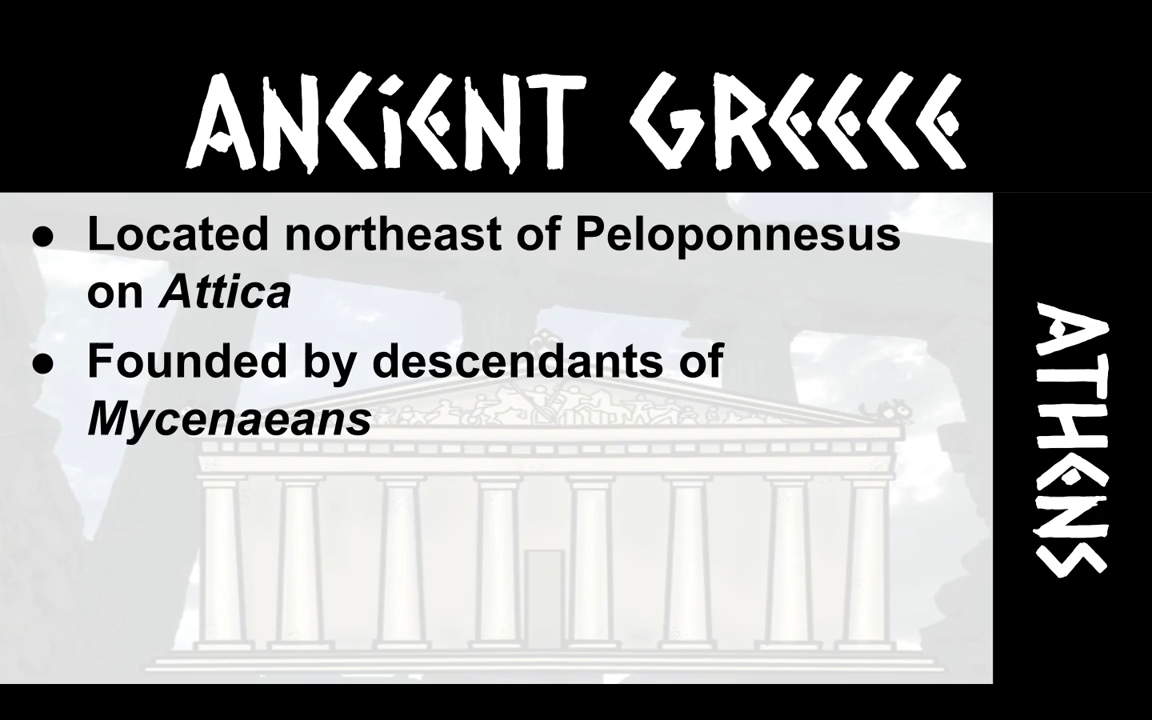 ANCiENT GREECE
● Located northeast of Peloponnesus
on Attica
● Founded by descendants of
Mycenaeans
ATHENS